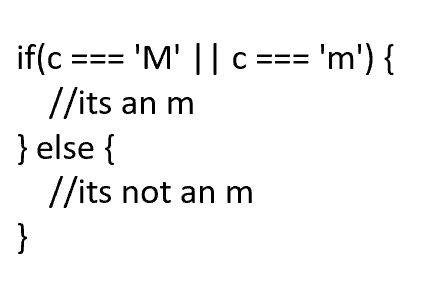 if(c === 'M' || c === 'm') {
//its an m
} else {
//its not an m
}